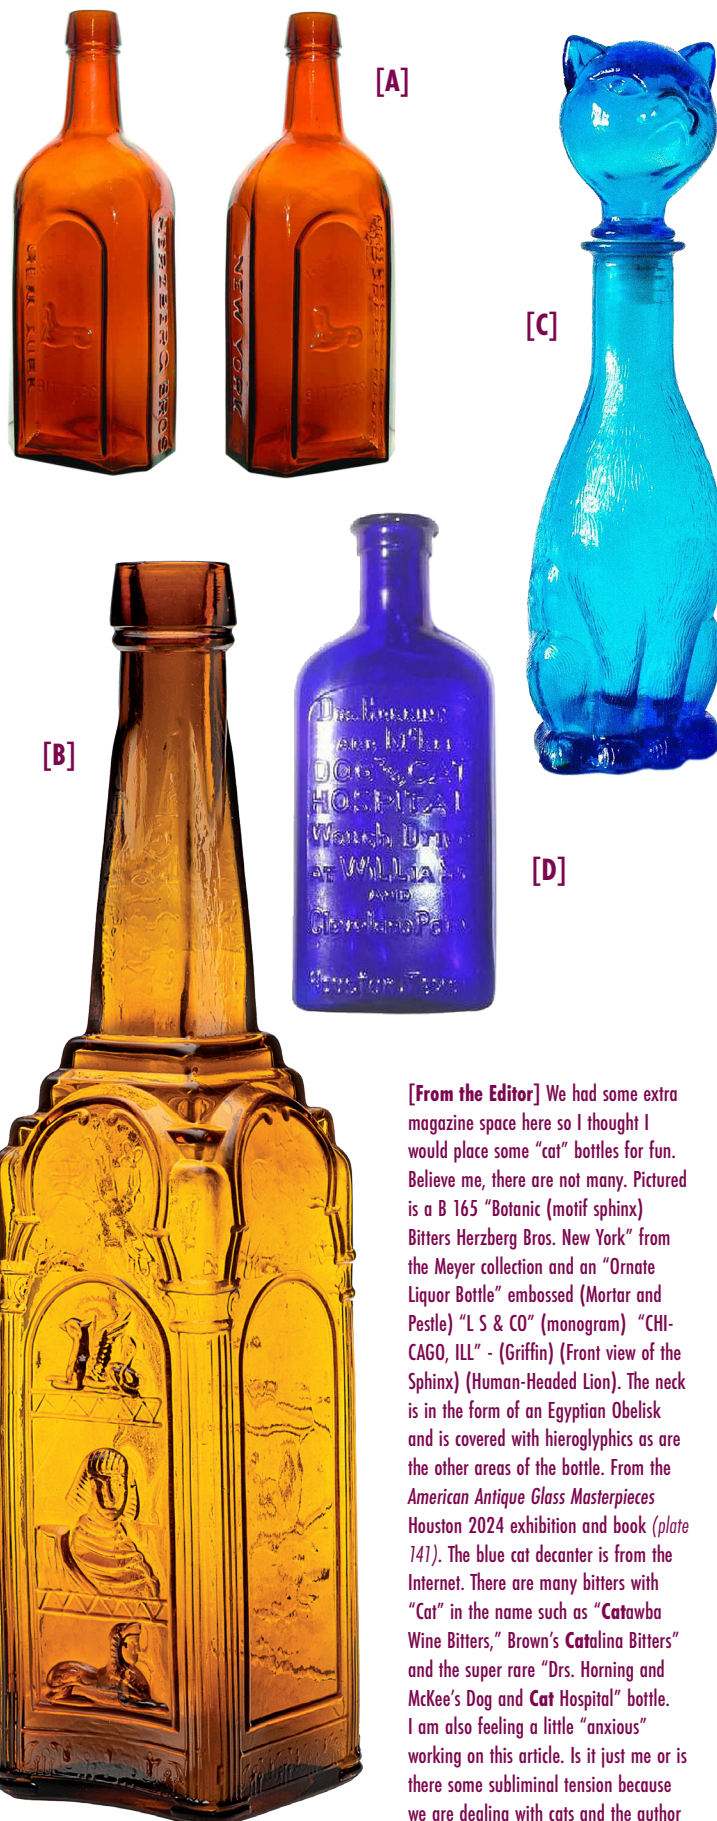 [A]
HERZBERG BROS
NEW YORK
BITTERS
[C]
[B]
DOG AND CAT
HOSPITAL
AT WILLIA
AND
[D]
[From the Editor] We had some extra
magazine space here so I thought I
would place some “cat” bottles for fun.
Believe me, there are not many. Pictured
is a B 165 “Botanic (motif sphinx)
Bitters Herzberg Bros. New York” from
the Meyer collection and an “Ornate
Liquor Bottle” embossed (Mortar and
Pestle) “L S & CO” (monogram) “CHI-
CAGO, ILL” - (Griffin) (Front view of the
Sphinx) (Human-Headed Lion). The neck
is in the form of an Egyptian Obelisk
and is covered with hieroglyphics as are
the other areas of the bottle. From the
American Antique Glass Masterpieces
Houston 2024 exhibition and book (plate
141). The blue cat decanter is from the
Internet. There are many bitters with
“Cat” in the name such as “Catawba
Wine Bitters,” Brown’s Catalina Bitters”
and the super rare “Drs. Horning and
McKee’s Dog and Cat Hospital” bottle.
I am also feeling a little “anxious”
working on this article. Is it just me or is
there some subliminal tension because
we are dealing with cats and the author